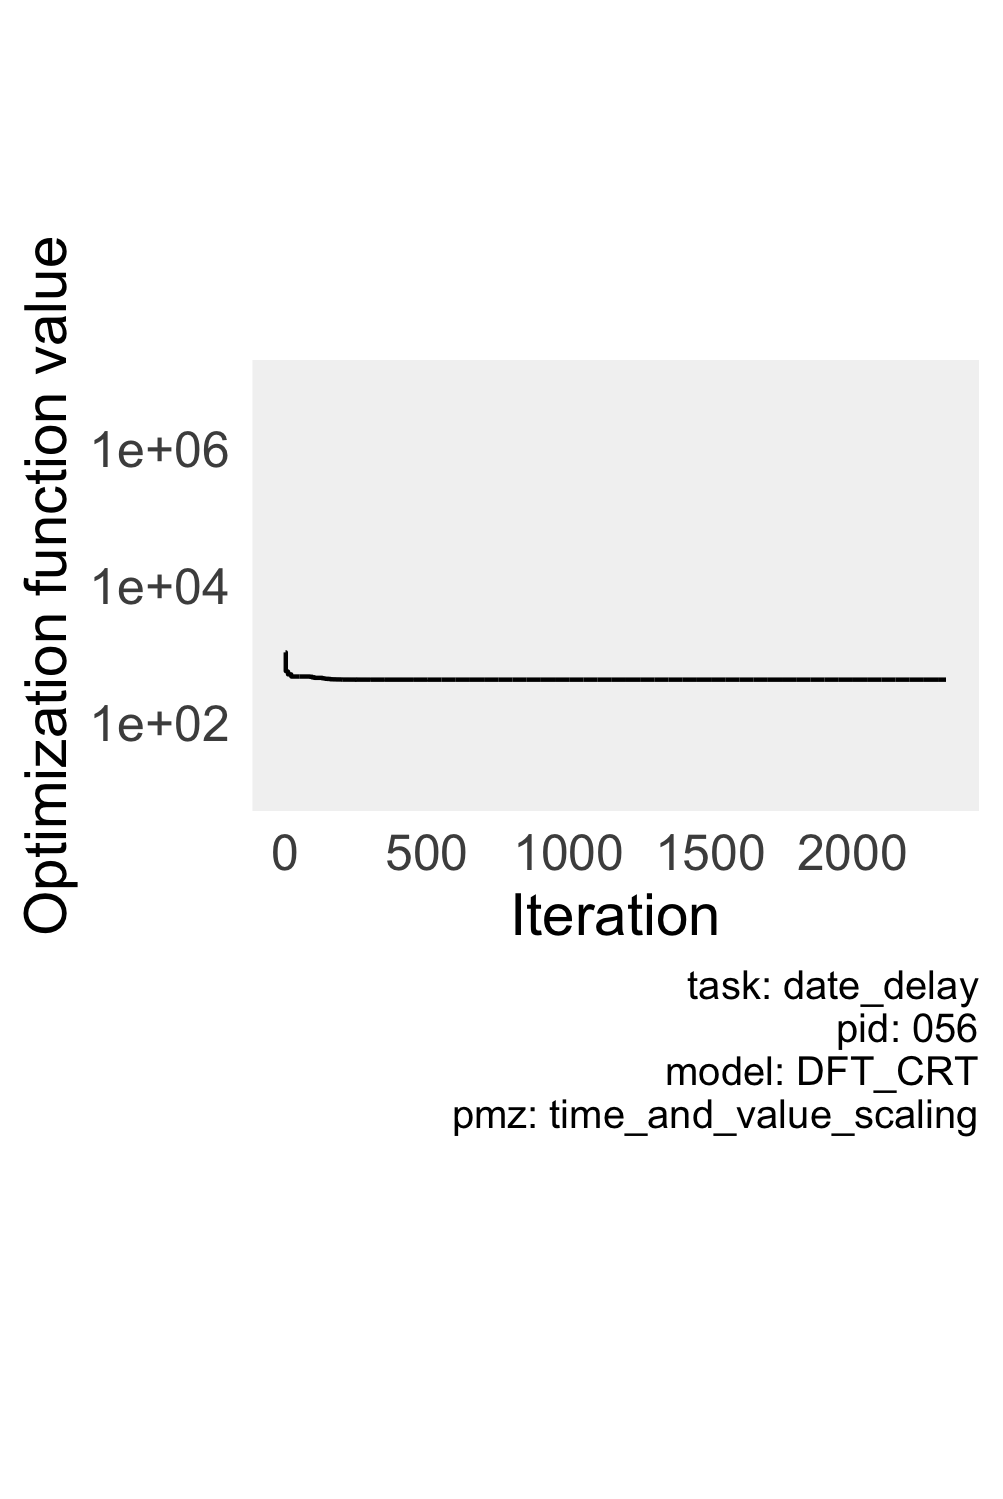 Optimization function value
1e+06
1e+04
1e+02
0 500 1000 1500 2000
Iteration
task: date_delay
pid: 056
model: DFT_CRT
pmz: time_and_value_scaling